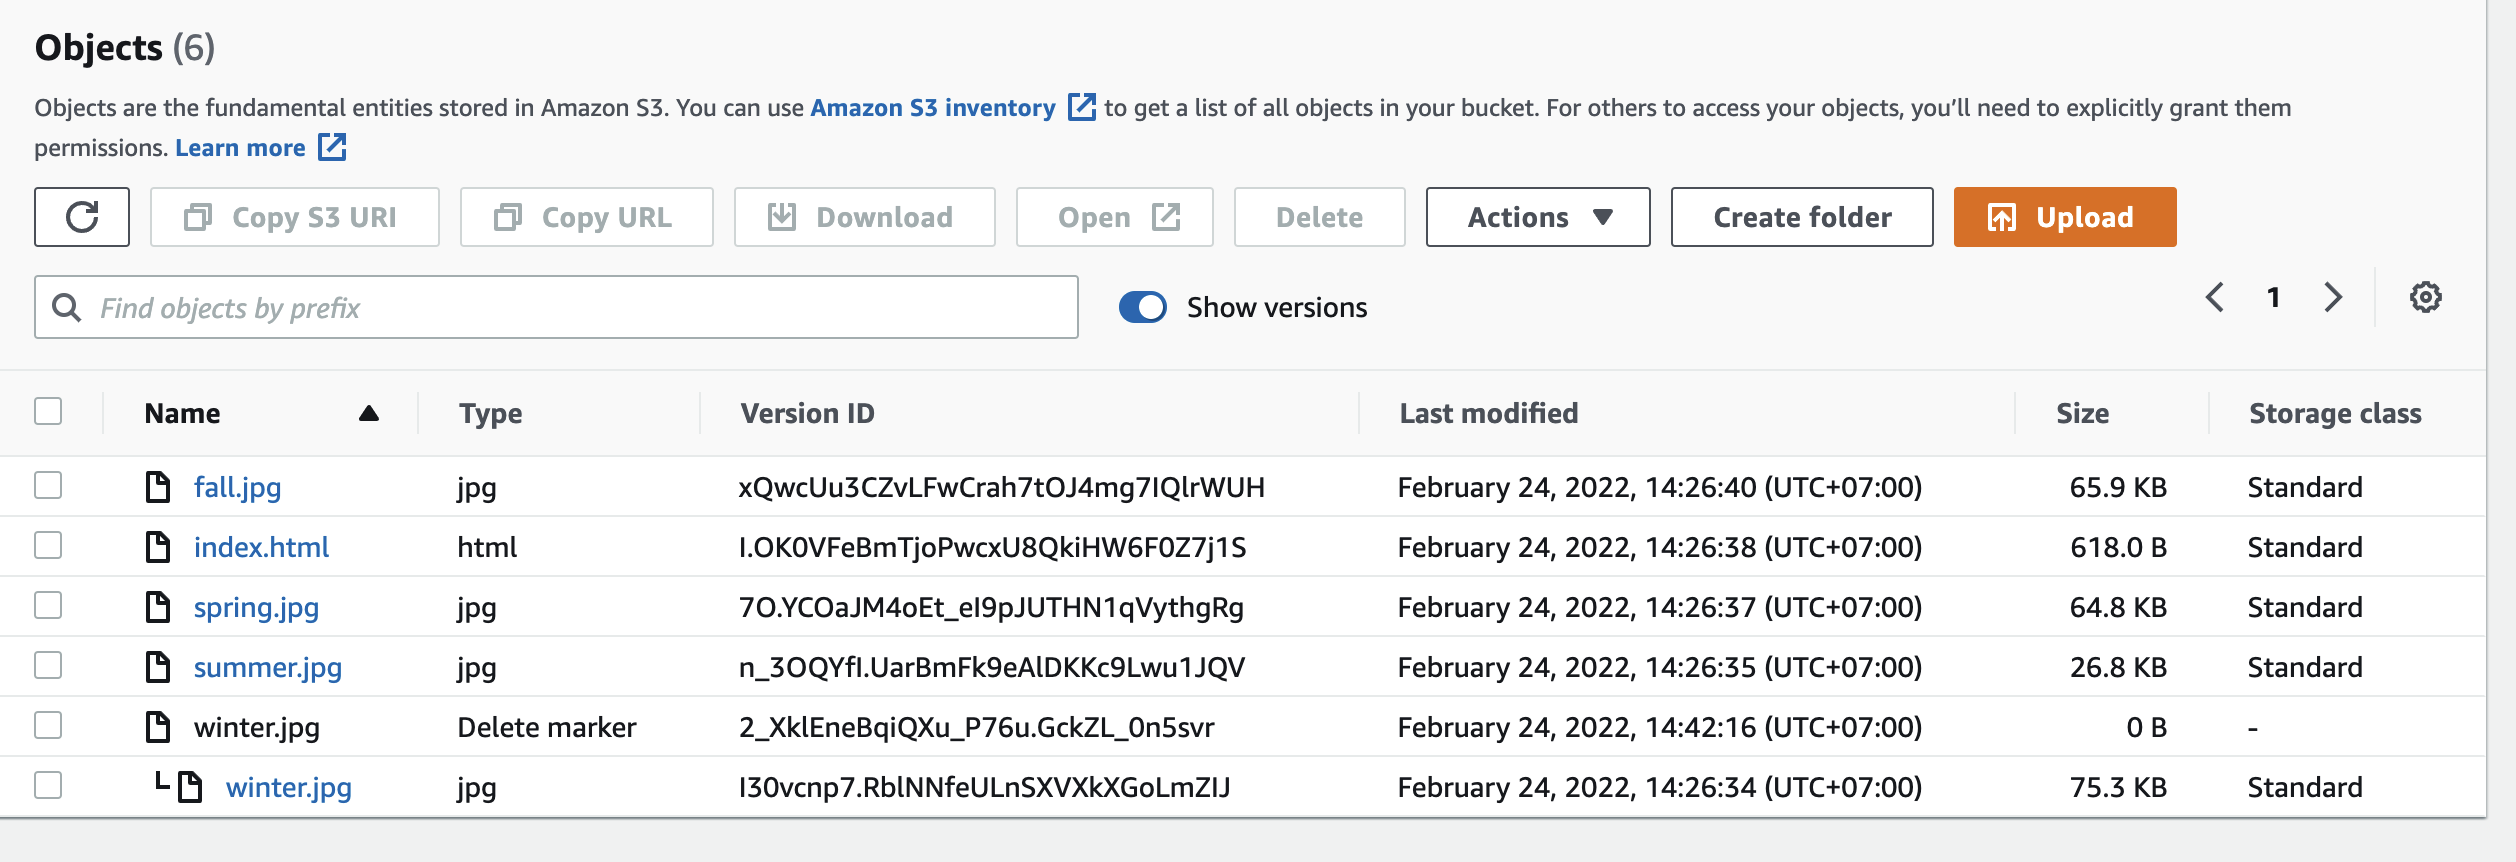 Objects (6)
Objects are the fundamental entities stored in Amazon S3. You can use Amazon S3 inventory to get a list of all objects in your bucket. For others to access your objects, you'll need to explicitly grant them
permissions. Learn more
Copy S3 URI Copy URL Download Open Delete Actions Create folder Upload
Find objects by prefix Show versions 1
Name Type Version ID Last modified Size Storage class
fall.jpg jpg xQwcUu3CZvLFwCrah7tOJ4mg7IQlrWUH February 24, 2022, 14:26:40 (UTC+07:00) 65.9 KB Standard
index.html html I.OK0VFeBmTjoPwcxU8QkiHW6F0Z7j1S February 24, 2022, 14:26:38 (UTC+07:00) 618.0 B Standard
spring.jpg jpg 7O.YCOaJM4oEt_eI9pJUTHN1qVythgRg February 24, 2022, 14:26:37 (UTC+07:00) 64.8 KB Standard
summer.jpg jpg n_3OQYfI.UarBmFk9eAlDKKc9Lwu1JQV February 24, 2022, 14:26:35 (UTC+07:00) 26.8 KB Standard
winter.jpg Delete marker 2_XklEneBqiQXu_P76u.GckZL_0n5svr February 24, 2022, 14:42:16 (UTC+07:00) 0 B -
winter.jpg jpg I30vcnp7.RblNNfeULnSXVXkXGoLmZIJ February 24, 2022, 14:26:34 (UTC+07:00) 75.3 KB Standard